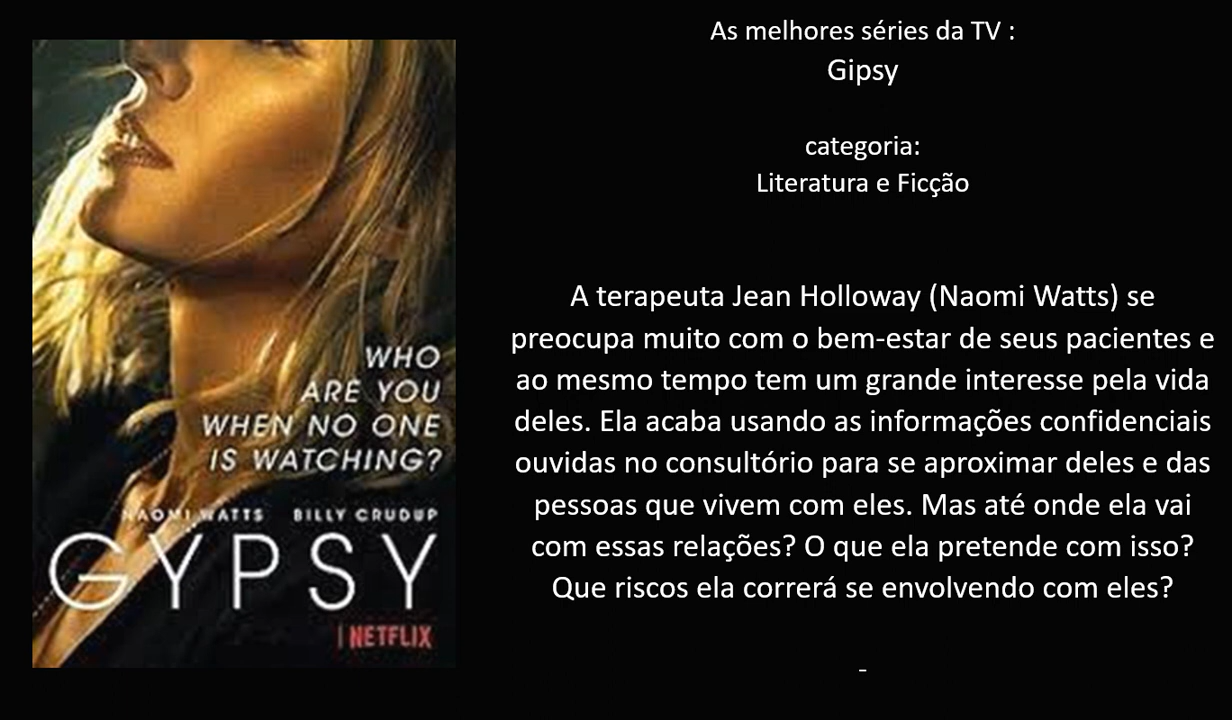 As melhores séries da TV :
Gipsy
categoria:
Literatura e Ficção
A terapeuta Jean Holloway (Naomi Watts) se
preocupa muito com o bem-estar de seus pacientes e
ao mesmo tempo tem um grande interesse pela vida
deles. Ela acaba usando as informações confidenciais
ouvidas no consultório para se aproximar deles e das
pessoas que vivem com eles. Mas até onde ela vai
com essas relações? O que ela pretende com isso?
Que riscos ela correrá se envolvendo com eles?
-
WHO
ARE YOU
WHEN NO ONE
IS WATCHING?
NAOMI WATTS BILLY CRUDUP
GYPSY
NETFLIX